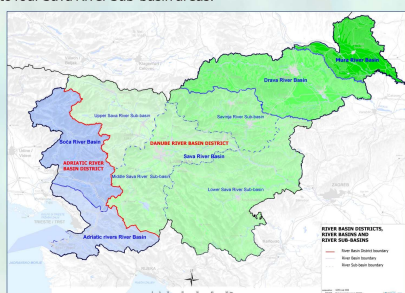 Mura River Basin
Drava River Basin
Savinja River Sub-basin
Upper Sava River Sub-basin
Soča River Basin
DANUBE RIVER BASIN DISTRICT
Sava River Basin
ADRIATIC RIVER
BASIN DISTRICT
Middle Sava River Sub-basin
Lower Sava River Sub-basin
Adriatic rivers River Basin
RIVER BASIN DISTRICTS,
RIVER BASINS AND
RIVER SUB-BASINS
River Basin District boundary
River Basin boundary
River Sub-basin boundary